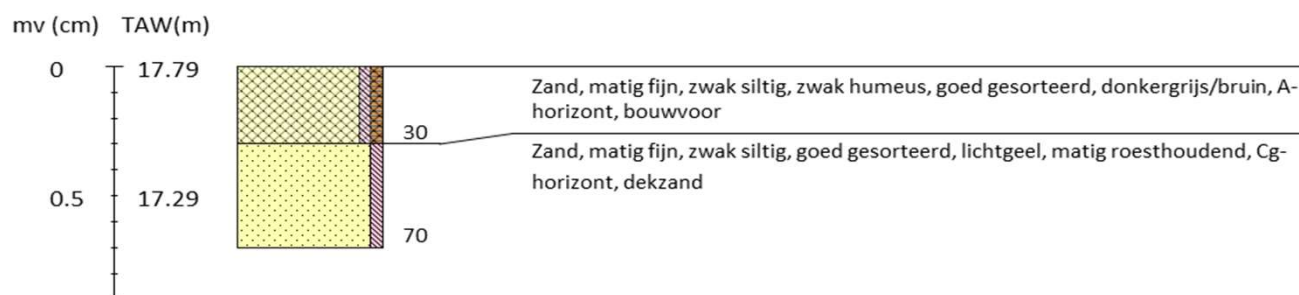 mv (cm) TAW(m)
0 17.79
Zand, matig fijn, zwak siltig, zwak humeus, goed gesorteerd, donkergrijs/bruin, A-
horizont, bouwvoor
30
Zand, matig fijn, zwak siltig, goed gesorteerd, lichtgeel, matig roesthoudend, Cg-
horizont, dekzand
0.5 17.29
70